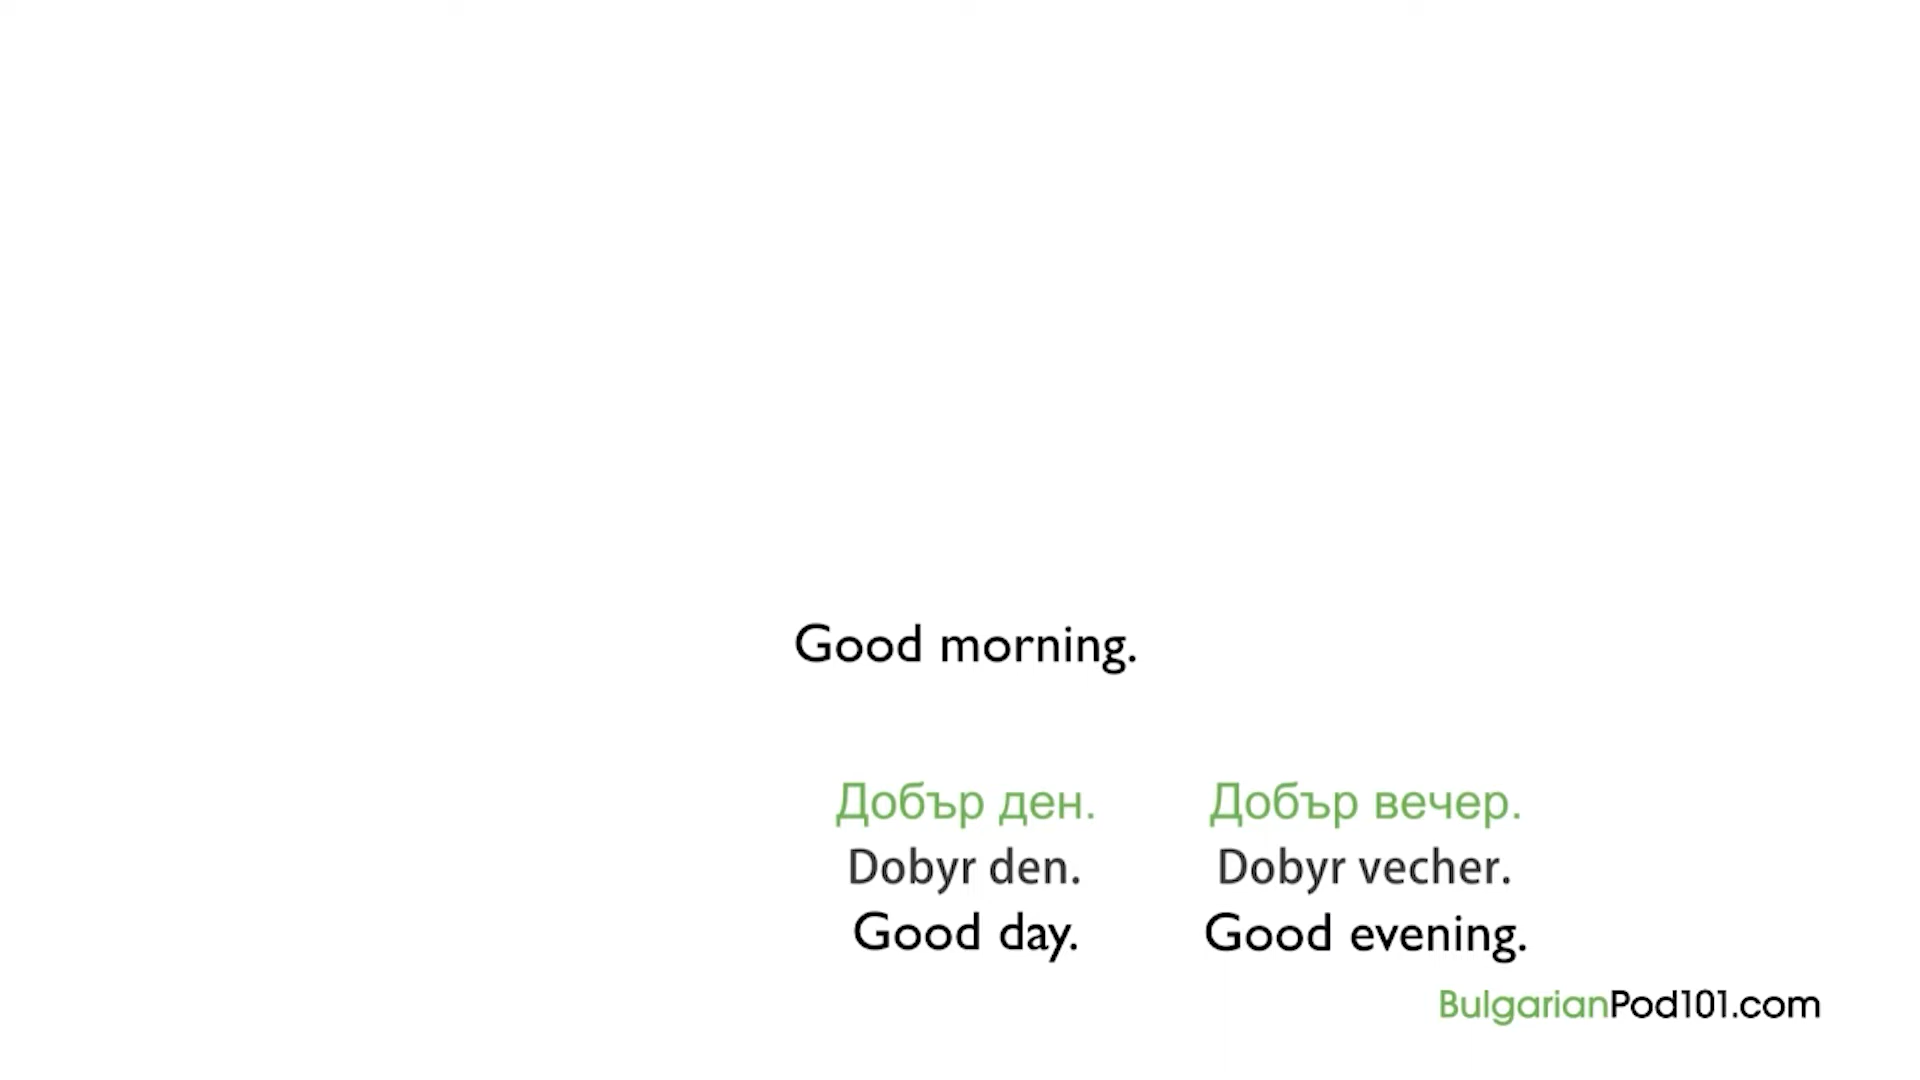 Good morning.
Добър ден.
Dobyr den.
Good day.
Добър вечер.
Dobyr vecher.
Good evening.
BulgarianPod101.com